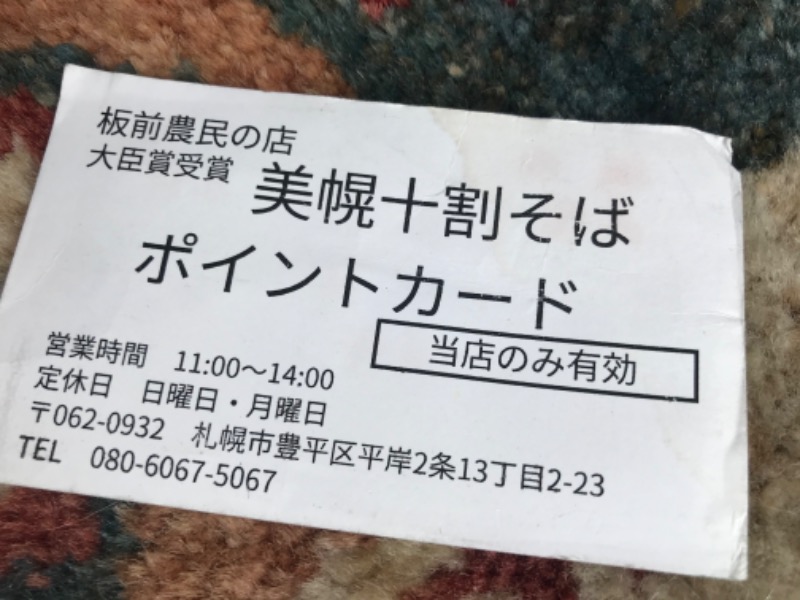 板前農民の店
大臣賞受賞 美幌十割そば
ポイントカード
当店のみ有効
営業時間 11:00～14:00
定休日 日曜日・月曜日
〒062-0932 札幌市豊平区平岸2条13丁目2-23
TEL 080-6067-5067